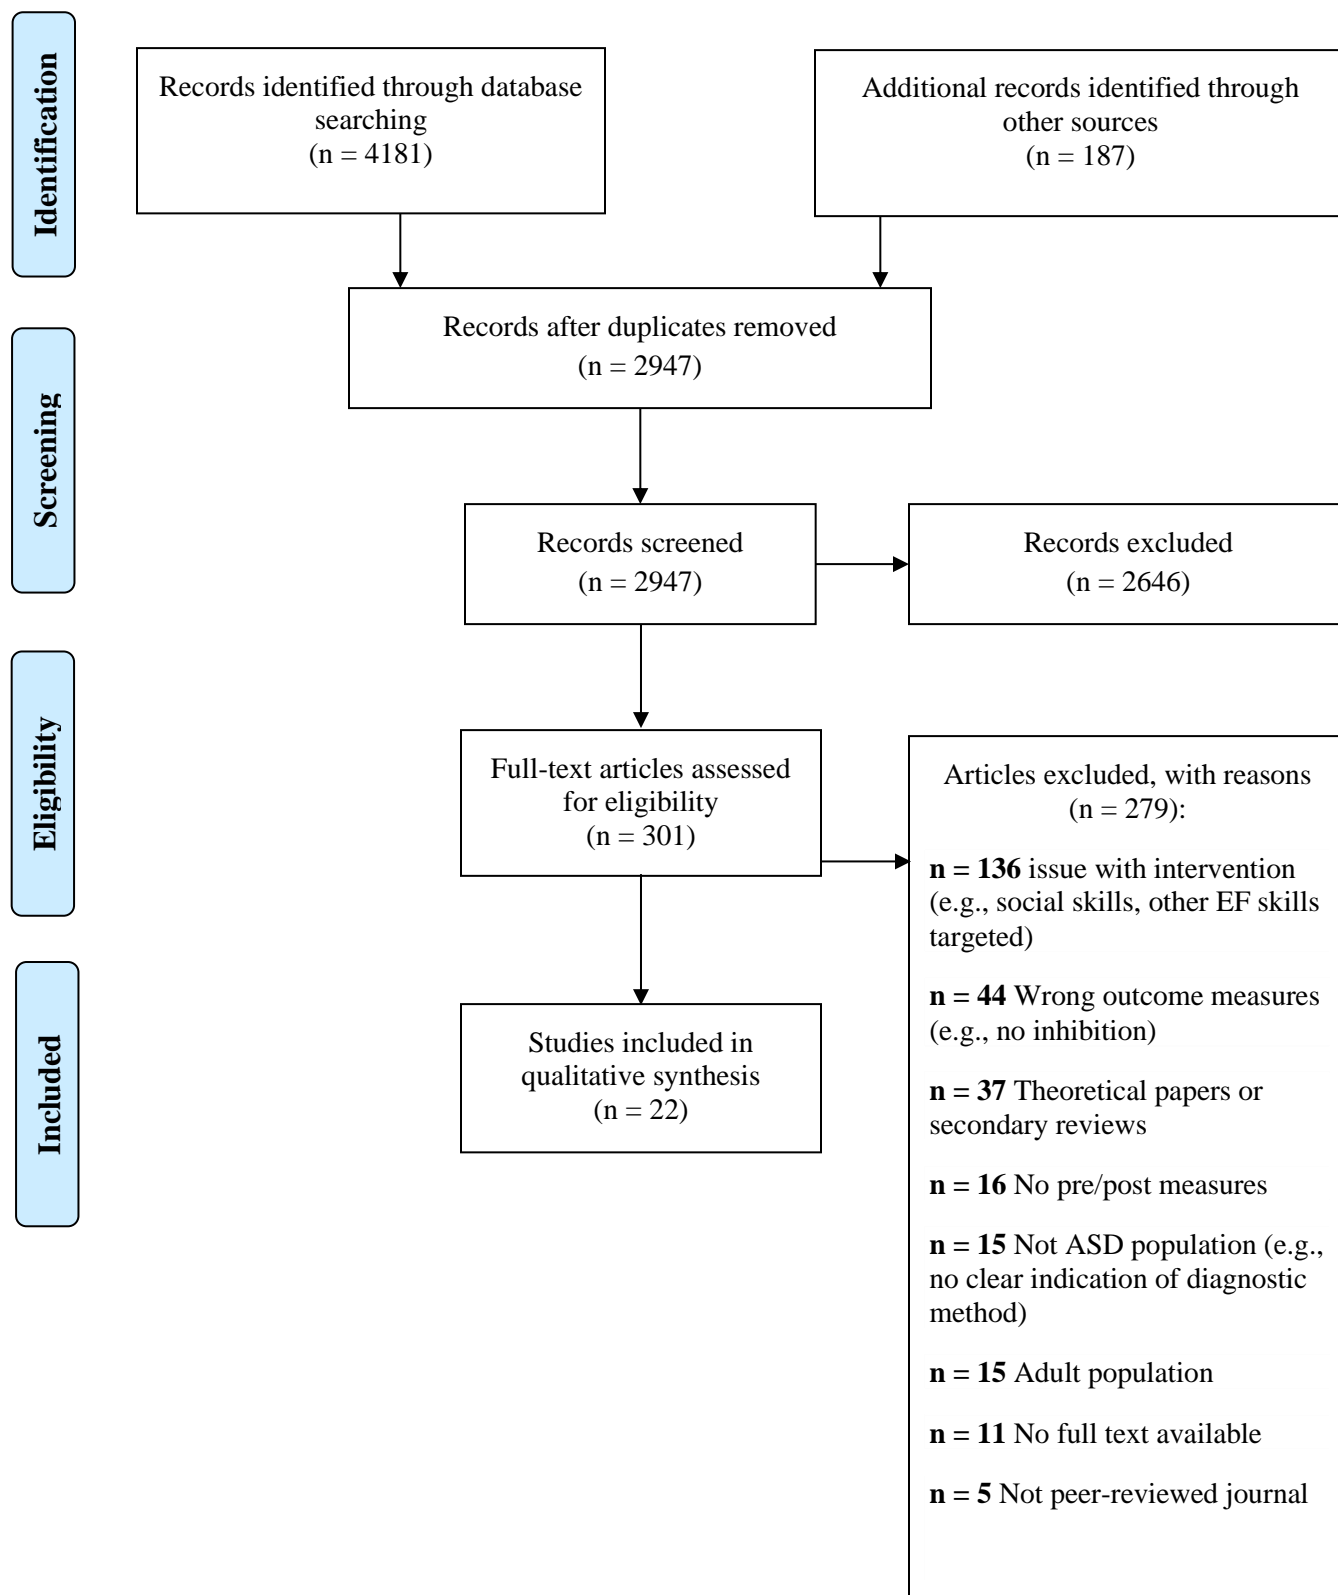 Identification
Records identified through database
searching
(n = 4181)
Additional records identified through
other sources
(n = 187)
Records after duplicates removed
(n = 2947)
Screening
Records screened
(n = 2947)
Records excluded
(n = 2646)
Eligibility
Full-text articles assessed
for eligibility
(n = 301)
Articles excluded, with reasons
(n = 279):
n = 136 issue with intervention
(e.g., social skills, other EF skills
targeted)
n = 44 Wrong outcome measures
(e.g., no inhibition)
n = 37 Theoretical papers or
secondary reviews
n = 16 No pre/post measures
n = 15 Not ASD population (e.g.,
no clear indication of diagnostic
method)
n = 15 Adult population
n = 11 No full text available
n = 5 Not peer-reviewed journal
Included
Studies included in
qualitative synthesis
(n = 22)